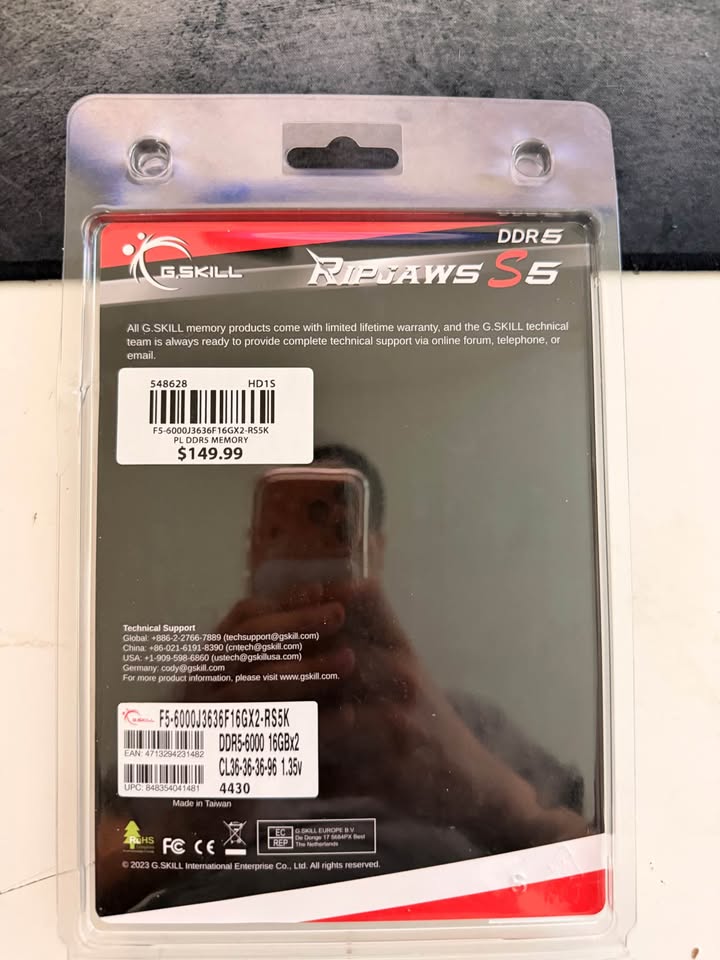 DDR5
G.SKILL
RIPJAWS S5
All G.SKILL memory products come with limited lifetime warranty, and the G.SKILL technical
team is always ready to provide complete technical support via online forum, telephone, or
email.
548628 HD1S
F5-6000J3636F16GX2-RS5K
PL DDR5 MEMORY
$149.99
Technical Support
Global: +886-2-2766-7889 (techsupport@gskill.com)
China: +86-021-6191-8390 (cntech@gskill.com)
USA: +1-909-598-6860 (ustech@gskillusa.com)
Germany: cody@gskill.com
For more product information, please visit www.gskill.com.
G.SKILL F5-6000J3636F16GX2-RS5K
DDR5-6000 16GBx2
EAN: 4713294231482
CL36-36-36-96 1.35v
UPC: 848354041481
4430
Made in Taiwan
RoHS
FC CE
EC REP
G.SKILL EUROPE B.V
De Donge 17 5684PX Best
The Netherlands
© 2023 G.SKILL International Enterprise Co., Ltd. All rights reserved.